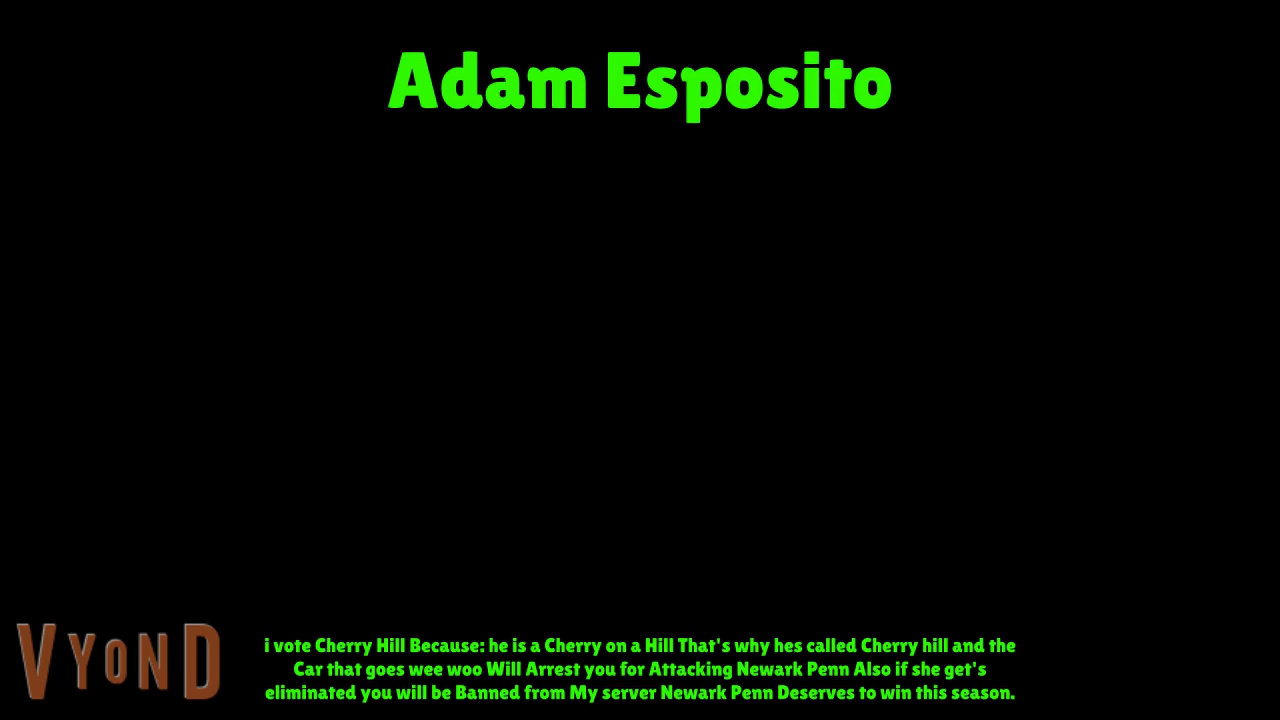 Adam Esposito
VYOND
i vote Cherry Hill Because: he is a Cherry on a Hill That's why hes called Cherry hill and the
Car that goes wee woo Will Arrest you for Attacking Newark Penn Also if she get's
eliminated you will be Banned from My server Newark Penn Deserves to win this season.